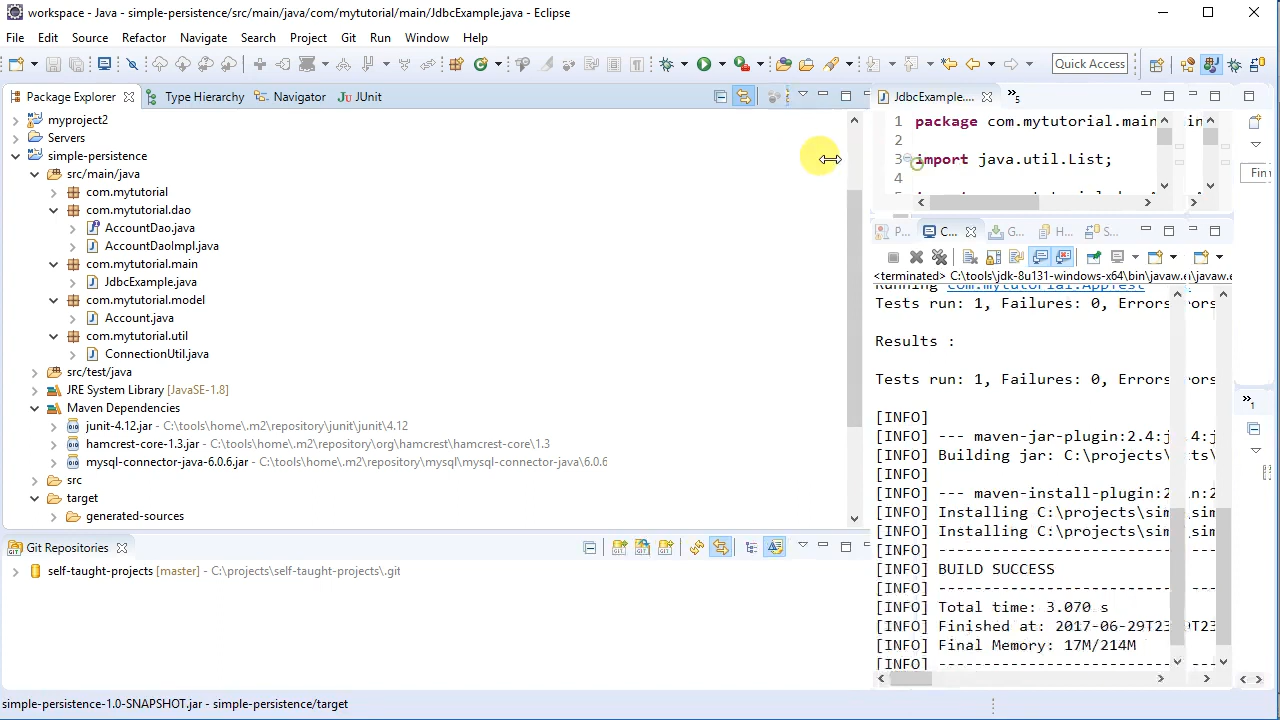 workspace - Java - simple-persistence/src/main/java/com/mytutorial/main/JdbcExample.java - Eclipse
File Edit Source Refactor Navigate Search Project Git Run Window Help
Quick Access
Package Explorer Type Hierarchy Navigator JUnit
myproject2
Servers
simple-persistence
src/main/java
com.mytutorial
com.mytutorial.dao
AccountDao.java
AccountDaoImpl.java
com.mytutorial.main
JdbcExample.java
com.mytutorial.model
Account.java
com.mytutorial.util
ConnectionUtil.java
src/test/java
JRE System Library [JavaSE-1.8]
Maven Dependencies
junit-4.12.jar - C:\tools\home\.m2\repository\junit\junit\4.12
hamcrest-core-1.3.jar - C:\tools\home\.m2\repository\org\hamcrest\hamcrest-core\1.3
mysql-connector-java-6.0.6.jar - C:\tools\home\.m2\repository\mysql\mysql-connector-java\6.0.6
src
target
generated-sources
Git Repositories
self-taught-projects [master] - C:\projects\self-taught-projects\.git
JdbcExample.... »5
1 package com.mytutorial.main
2
3 import java.util.List;
4
Fin
P... C... G... H... S...
<terminated> C:\tools\jdk-8u131-windows-x64\bin\javaw.e
Running com.mytutorial.AppTest
Tests run: 1, Failures: 0, Errors
Results :
Tests run: 1, Failures: 0, Errors
[INFO]
[INFO] --- maven-jar-plugin:2.4:j
[INFO] Building jar: C:\projects\
[INFO]
[INFO] --- maven-install-plugin:2
[INFO] Installing C:\projects\sim
[INFO] Installing C:\projects\sim
[INFO] -----------------------
[INFO] BUILD SUCCESS
[INFO] -----------------------
[INFO] Total time: 3.070 s
[INFO] Finished at: 2017-06-29T23
[INFO] Final Memory: 17M/214M
[INFO] -----------------------
»1
simple-persistence-1.0-SNAPSHOT.jar - simple-persistence/target